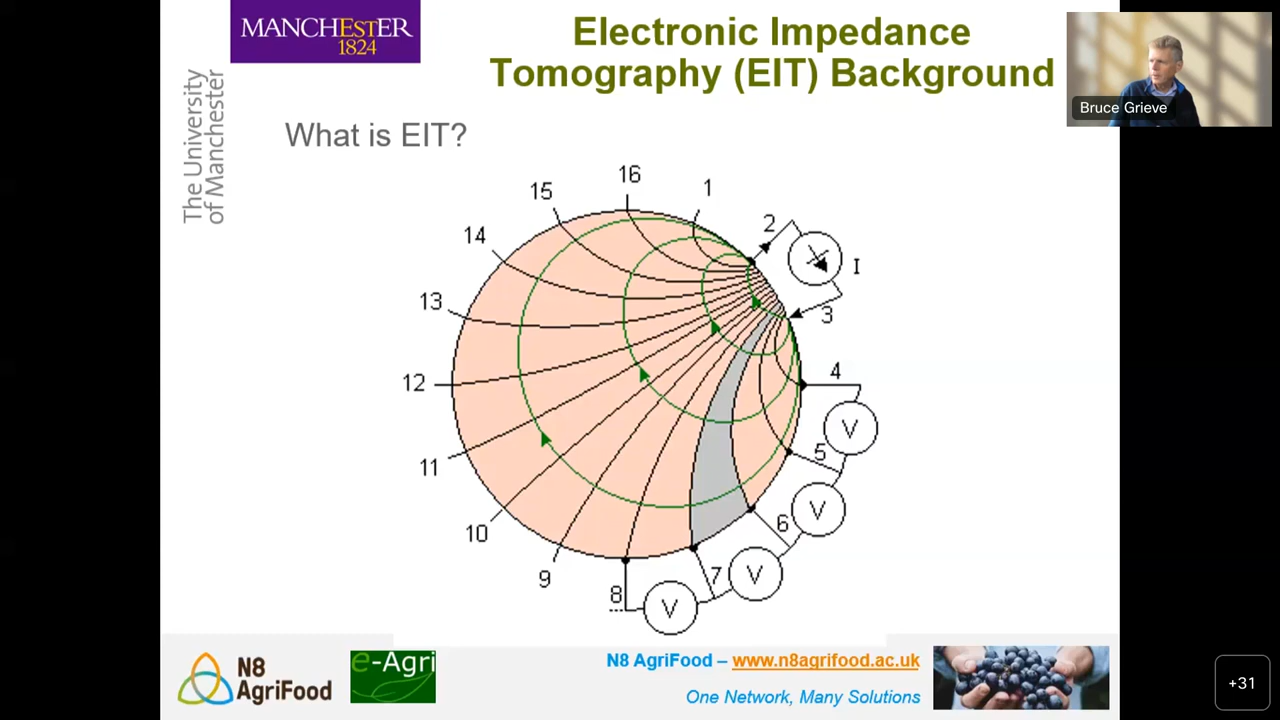 MANCHESTER
1824
The University
of Manchester
Electronic Impedance
Tomography (EIT) Background
Bruce Grieve
What is EIT?
16
15
1
14
2
I
13
3
12
4
V
11
5
V
10
6
9
7
V
8
V
N8
AgriFood
e-Agri
N8 AgriFood – www.n8agrifood.ac.uk
One Network, Many Solutions
+31